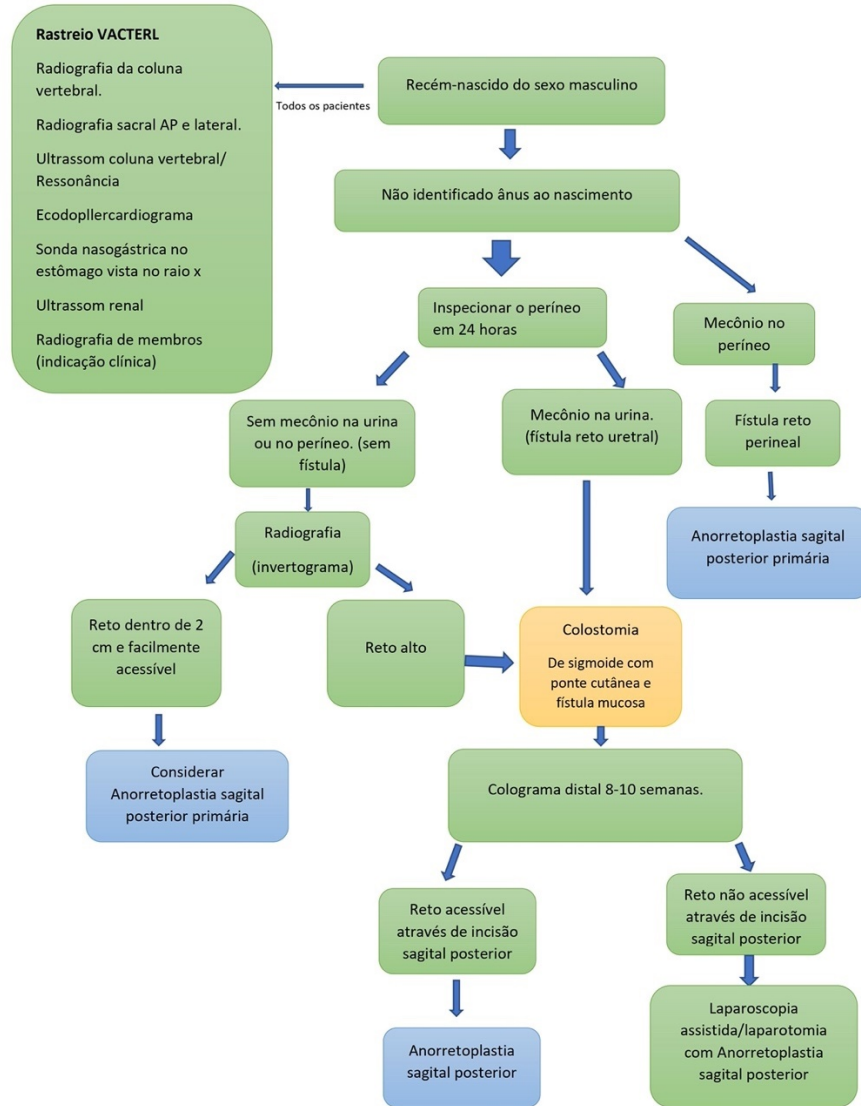 Rastreio VACTERL
Radiografia da coluna
vertebral.
Radiografia sacral AP e lateral.
Ultrassom coluna vertebral/
Ressonância
Ecodopllercardiograma
Sonda nasogástrica no
estômago vista no raio x
Ultrassom renal
Radiografia de membros
(indicação clínica)
Todos os pacientes
Recém-nascido do sexo masculino
Não identificado ânus ao nascimento
Inspecionar o períneo
em 24 horas
Mecônio no
períneo
Sem mecônio na urina
ou no períneo. (sem
fístula)
Mecônio na urina.
(fístula reto uretral)
Fístula reto
perineal
Radiografia
(invertograma)
Anorretoplastia sagital
posterior primária
Reto dentro de 2
cm e facilmente
acessível
Reto alto
Colostomia
De sigmoide com
ponte cutânea e
fístula mucosa
Considerar
Anorretoplastia sagital
posterior primária
Colograma distal 8-10 semanas.
Reto acessível
através de incisão
sagital posterior
Reto não acessível
através de incisão
sagital posterior
Anorretoplastia
sagital posterior
Laparoscopia
assistida/laparotomia
com Anorretoplastia
sagital posterior